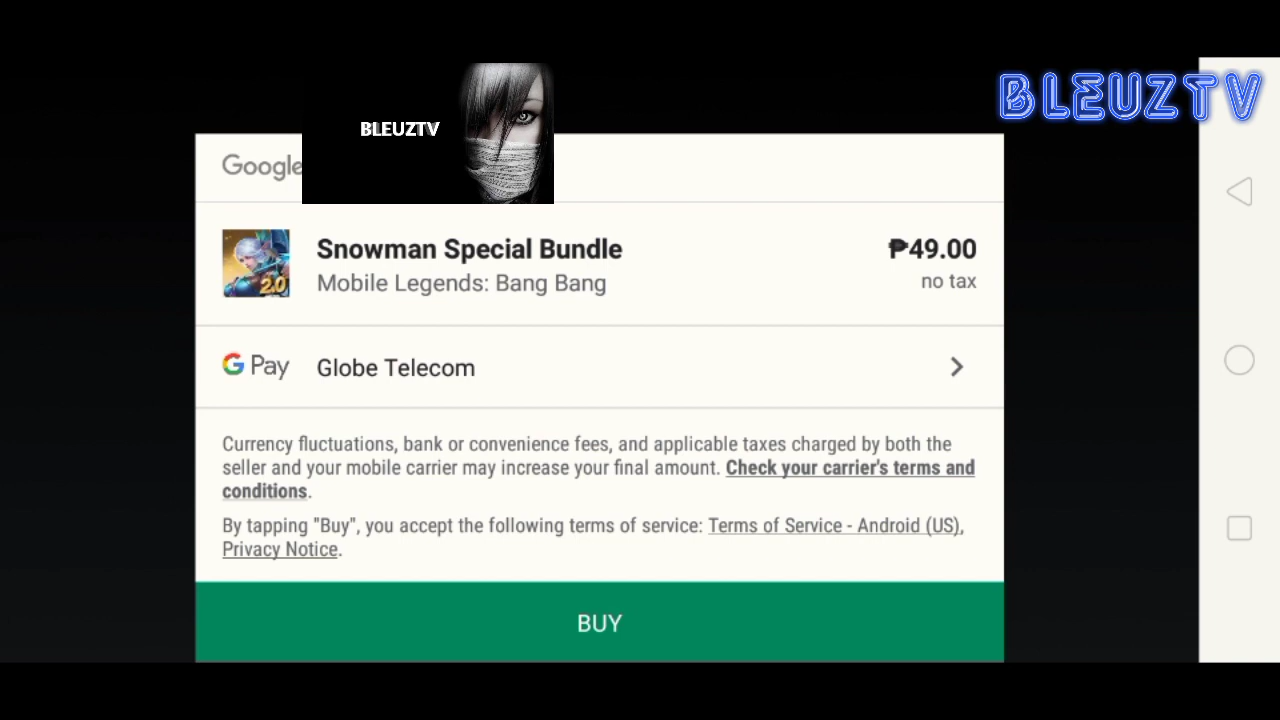 BLEUZTV
BLEUZTV
Google
Snowman Special Bundle
₱49.00
Mobile Legends: Bang Bang
no tax
2.0
G Pay
Globe Telecom
Currency fluctuations, bank or convenience fees, and applicable taxes charged by both the
seller and your mobile carrier may increase your final amount. Check your carrier's terms and
conditions.
By tapping "Buy", you accept the following terms of service: Terms of Service - Android (US),
Privacy Notice.
BUY